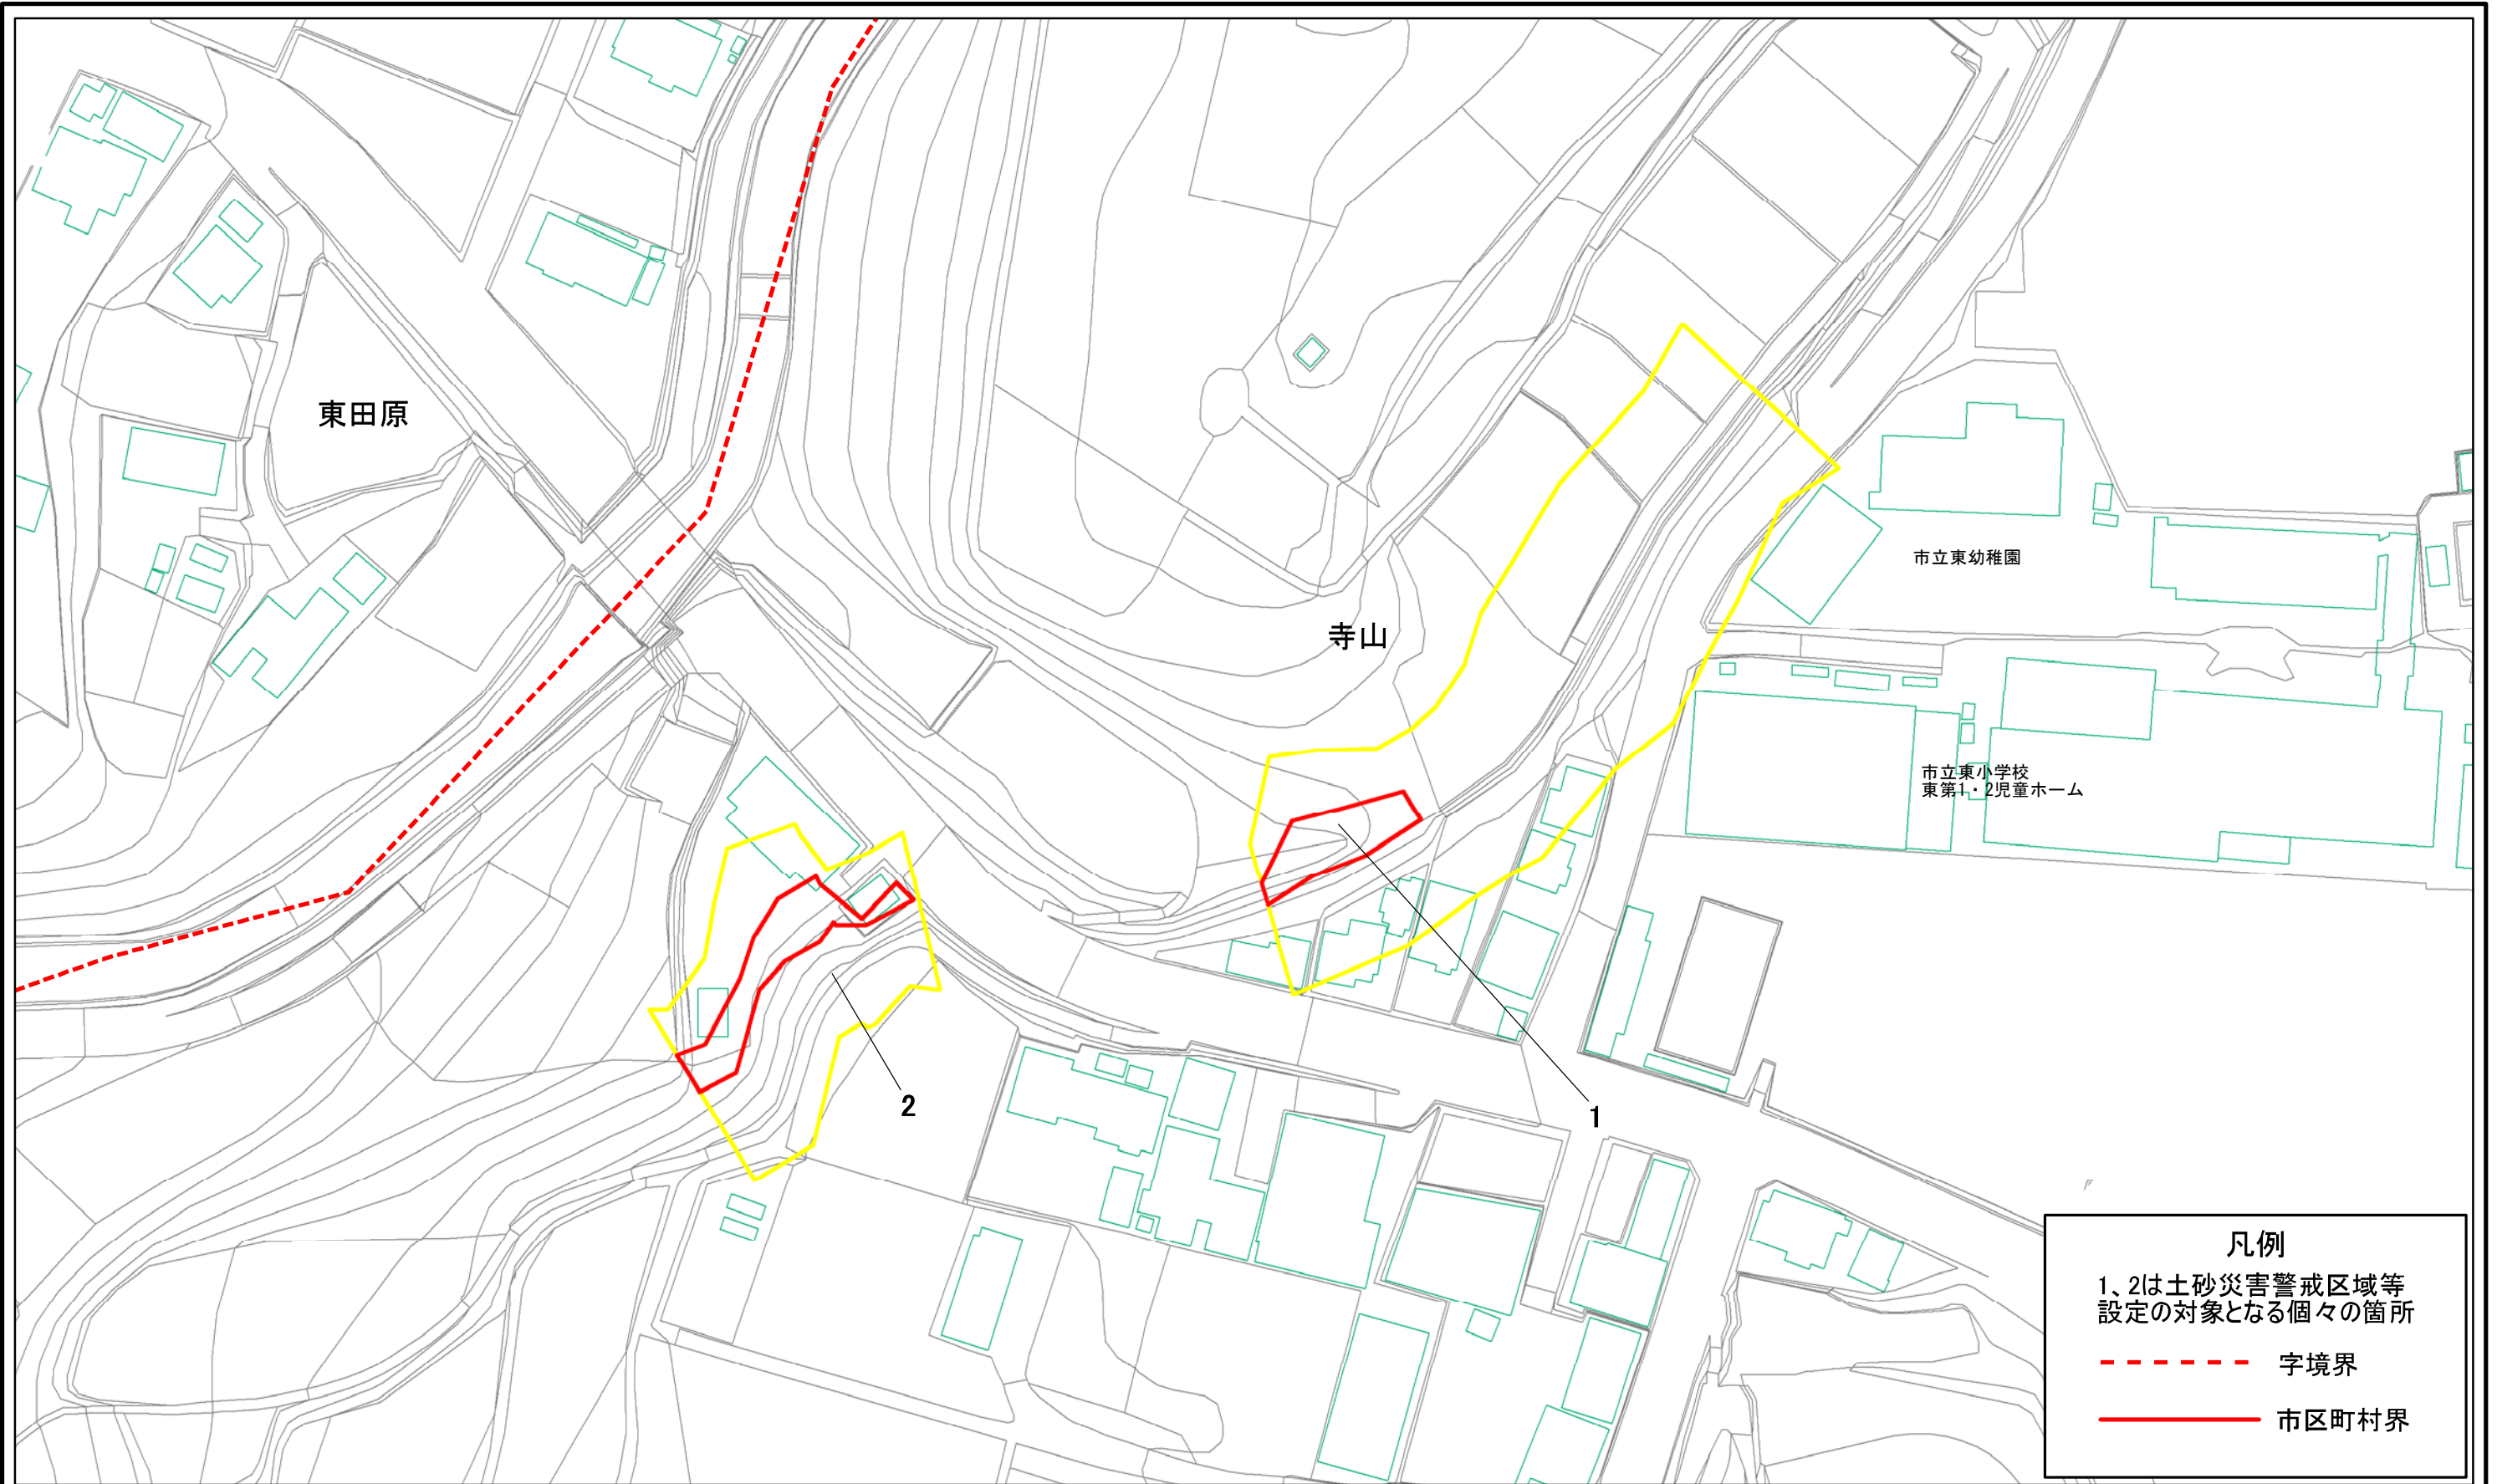 東田原
市立東幼稚園
寺山
市立東小学校
東第1・2児童ホーム
2
1
凡例
1、2は土砂災害警戒区域等
設定の対象となる個々の箇所
字境界
市区町村界